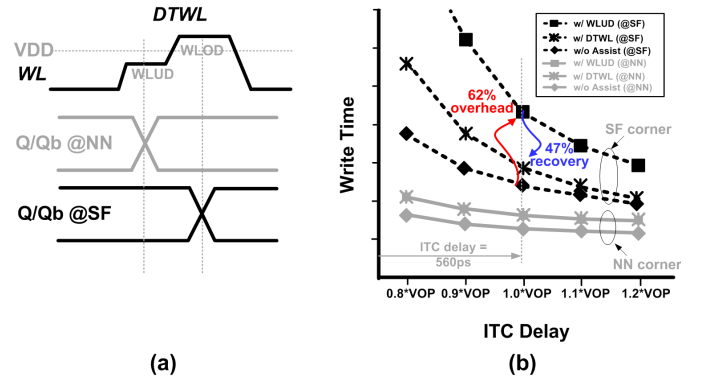 DTWL
VDD
WL
WLUD
WLOD
Q/Qb @NN
Q/Qb @SF
(a)
Write Time
w/ WLUD (@SF)
w/ DTWL (@SF)
w/o Assist (@SF)
w/ WLUD (@NN)
w/ DTWL (@NN)
w/o Assist (@NN)
62%
overhead
47%
recovery
SF corner
ITC delay =
560ps
NN corner
0.8*VOP 0.9*VOP 1.0*VOP 1.1*VOP 1.2*VOP
ITC Delay
(b)